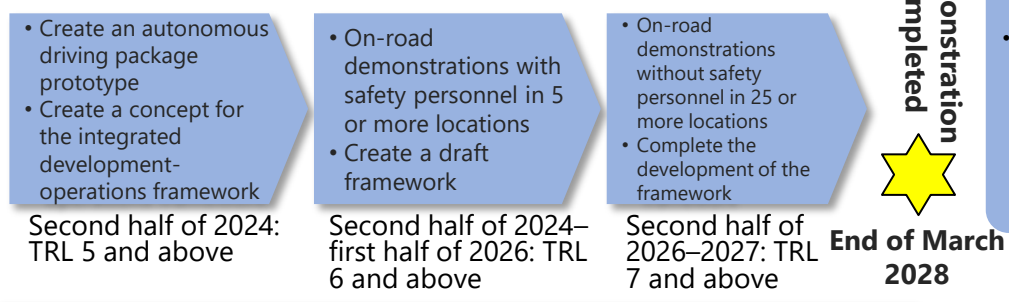 • Create an autonomous
driving package
prototype
• Create a concept for
the integrated
development-
operations framework
Second half of 2024:
TRL 5 and above
• On-road
demonstrations with
safety personnel in 5
or more locations
• Create a draft
framework
Second half of 2024–
first half of 2026: TRL
6 and above
• On-road
demonstrations
without safety
personnel in 25 or
more locations
• Complete the
development of the
framework
Second half of
2026–2027: TRL
7 and above
onstration
mpleted
End of March
2028
•